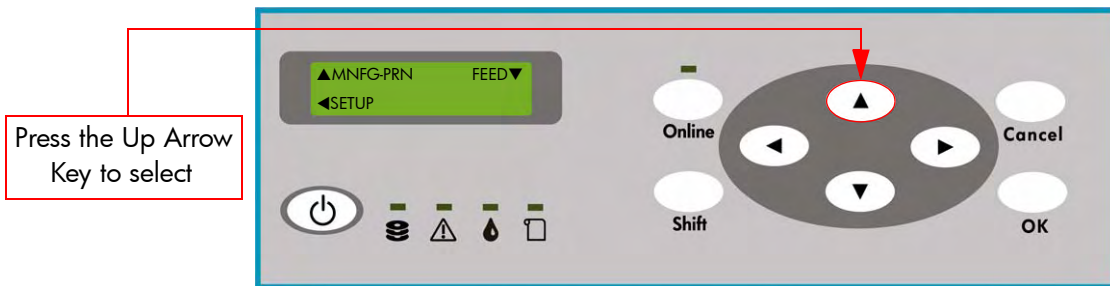 ▲MNFG-PRN FEED▼
◀SETUP
Press the Up Arrow
Key to select
Online
Cancel
Shift
OK